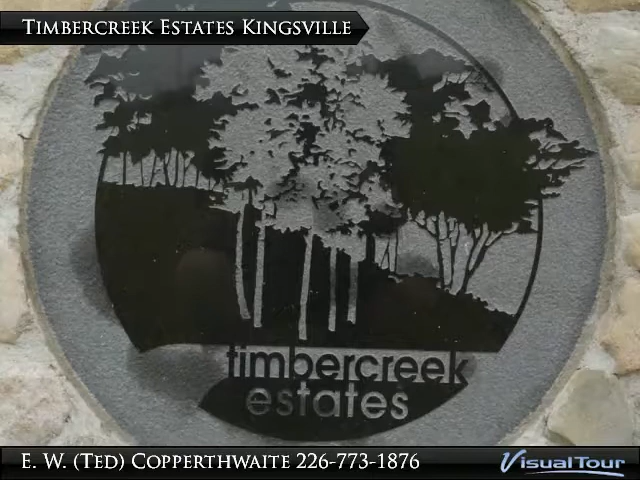 Timbercreek Estates Kingsville
timbercreek
estates
E. W. (Ted) Copperthwaite 226-773-1876
VisualTour